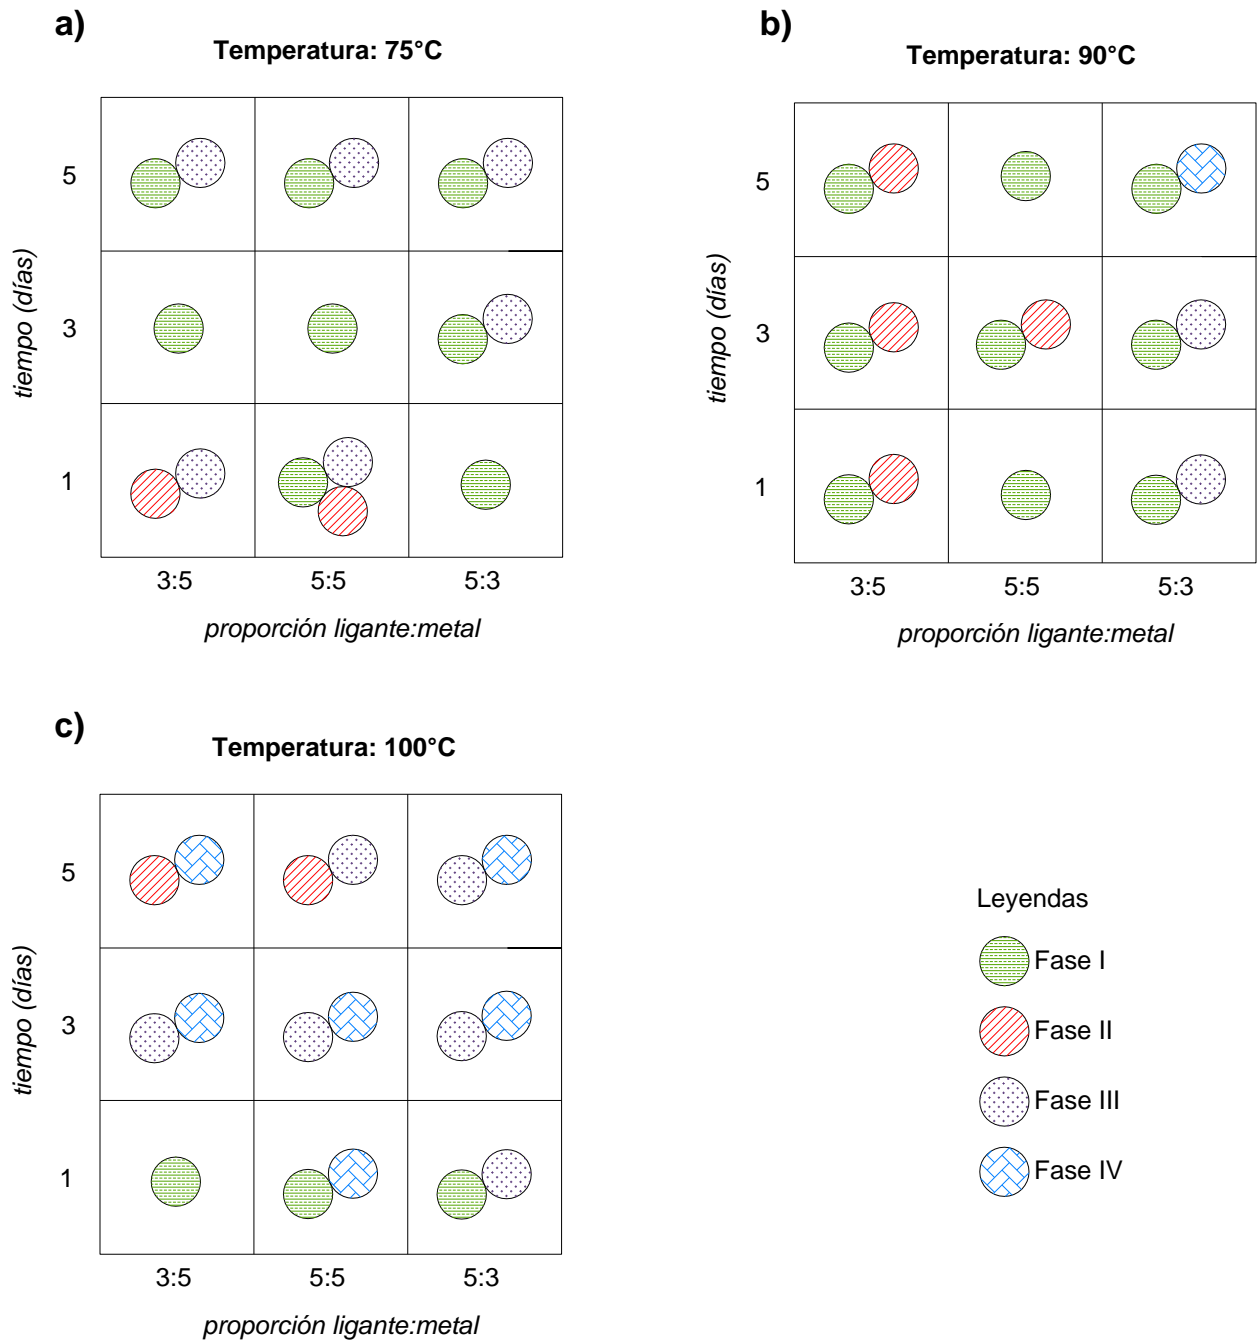 a)
Temperatura: 75°C
5
3
1
tiempo (días)
3:5 5:5 5:3
proporción ligante:metal
b)
Temperatura: 90°C
5
3
1
tiempo (días)
3:5 5:5 5:3
proporción ligante:metal
c)
Temperatura: 100°C
5
3
1
tiempo (días)
3:5 5:5 5:3
proporción ligante:metal
Leyendas
Fase I
Fase II
Fase III
Fase IV